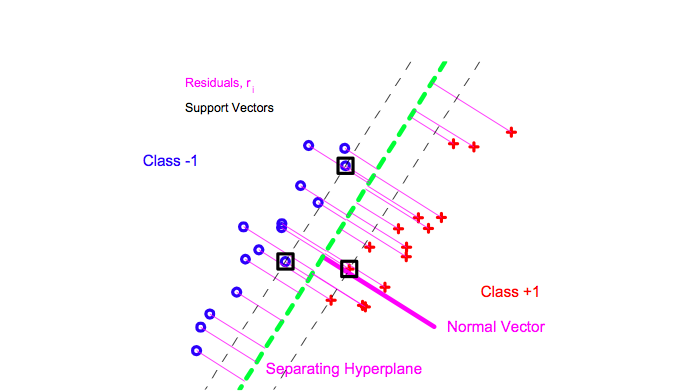 Residuals, r i
Support Vectors
Class -1
Class +1
Normal Vector
Separating Hyperplane